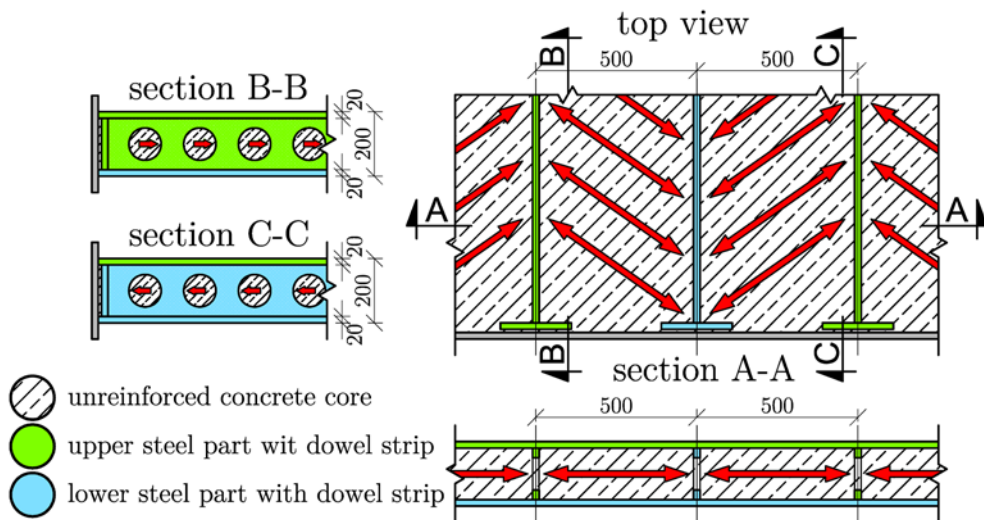 top view
B
C
500
500
section B-B
20
200
20
A
A
section C-C
20
200
20
B
C
section A-A
500
500
unreinforced concrete core
upper steel part wit dowel strip
lower steel part with dowel strip